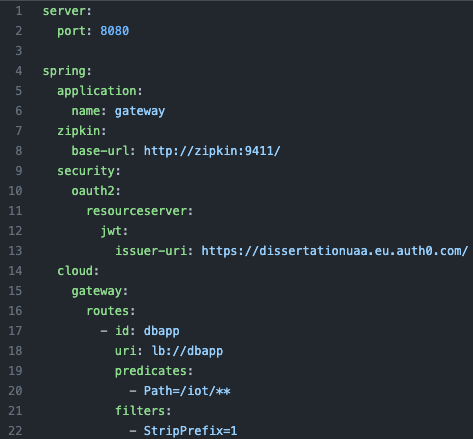 1 server:
2   port: 8080
3
4 spring:
5   application:
6     name: gateway
7   zipkin:
8     base-url: http://zipkin:9411/
9   security:
10     oauth2:
11       resourceserver:
12         jwt:
13           issuer-uri: https://dissertationuaa.eu.auth0.com/
14   cloud:
15     gateway:
16       routes:
17         - id: dbapp
18           uri: lb://dbapp
19           predicates:
20             - Path=/iot/**
21           filters:
22             - StripPrefix=1